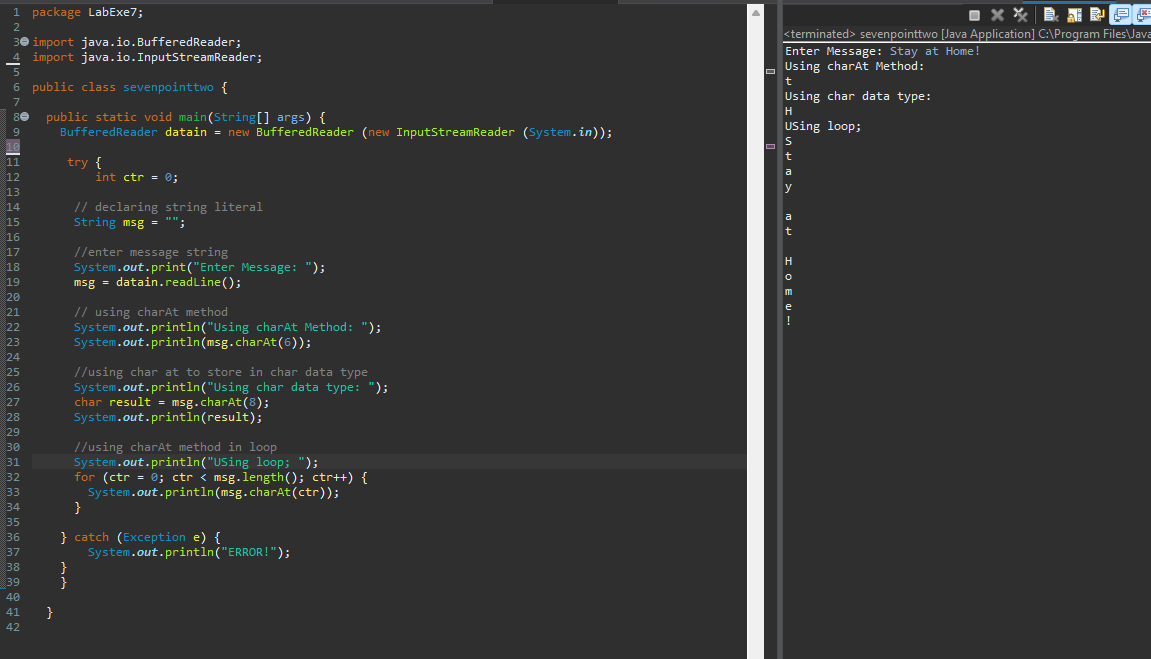 1 package LabExe7;
2
3 import java.io.BufferedReader;
4 import java.io.InputStreamReader;
5
6 public class sevenpointtwo {
7
8 public static void main(String[] args) {
9 BufferedReader datain = new BufferedReader (new InputStreamReader (System.in));
10
11 try {
12 int ctr = 0;
13
14 // declaring string literal
15 String msg = "";
16
17 //enter message string
18 System.out.print("Enter Message: ");
19 msg = datain.readLine();
20
21 // using charAt method
22 System.out.println("Using charAt Method: ");
23 System.out.println(msg.charAt(6));
24
25 //using char at to store in char data type
26 System.out.println("Using char data type: ");
27 char result = msg.charAt(8);
28 System.out.println(result);
29
30 //using charAt method in loop
31 System.out.println("USing loop; ");
32 for (ctr = 0; ctr < msg.length(); ctr++) {
33 System.out.println(msg.charAt(ctr));
34 }
35
36 } catch (Exception e) {
37 System.out.println("ERROR!");
38 }
39 }
40
41 }
42
<terminated> sevenpointtwo [Java Application] C:\Program Files\Java
Enter Message: Stay at Home!
Using charAt Method:
t
Using char data type:
H
USing loop;
S
t
a
y

a
t

H
o
m
e
!